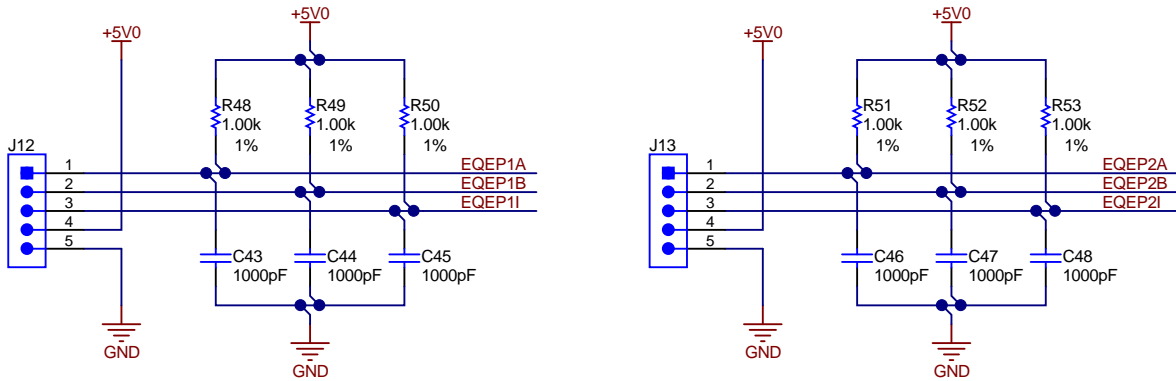 +5V0
+5V0
R48
1.00k
1%
R49
1.00k
1%
R50
1.00k
1%
J12
1
2
3
4
5
EQEP1A
EQEP1B
EQEP1I
C43
1000pF
C44
1000pF
C45
1000pF
GND
GND
+5V0
+5V0
R51
1.00k
1%
R52
1.00k
1%
R53
1.00k
1%
J13
1
2
3
4
5
EQEP2A
EQEP2B
EQEP2I
C46
1000pF
C47
1000pF
C48
1000pF
GND
GND